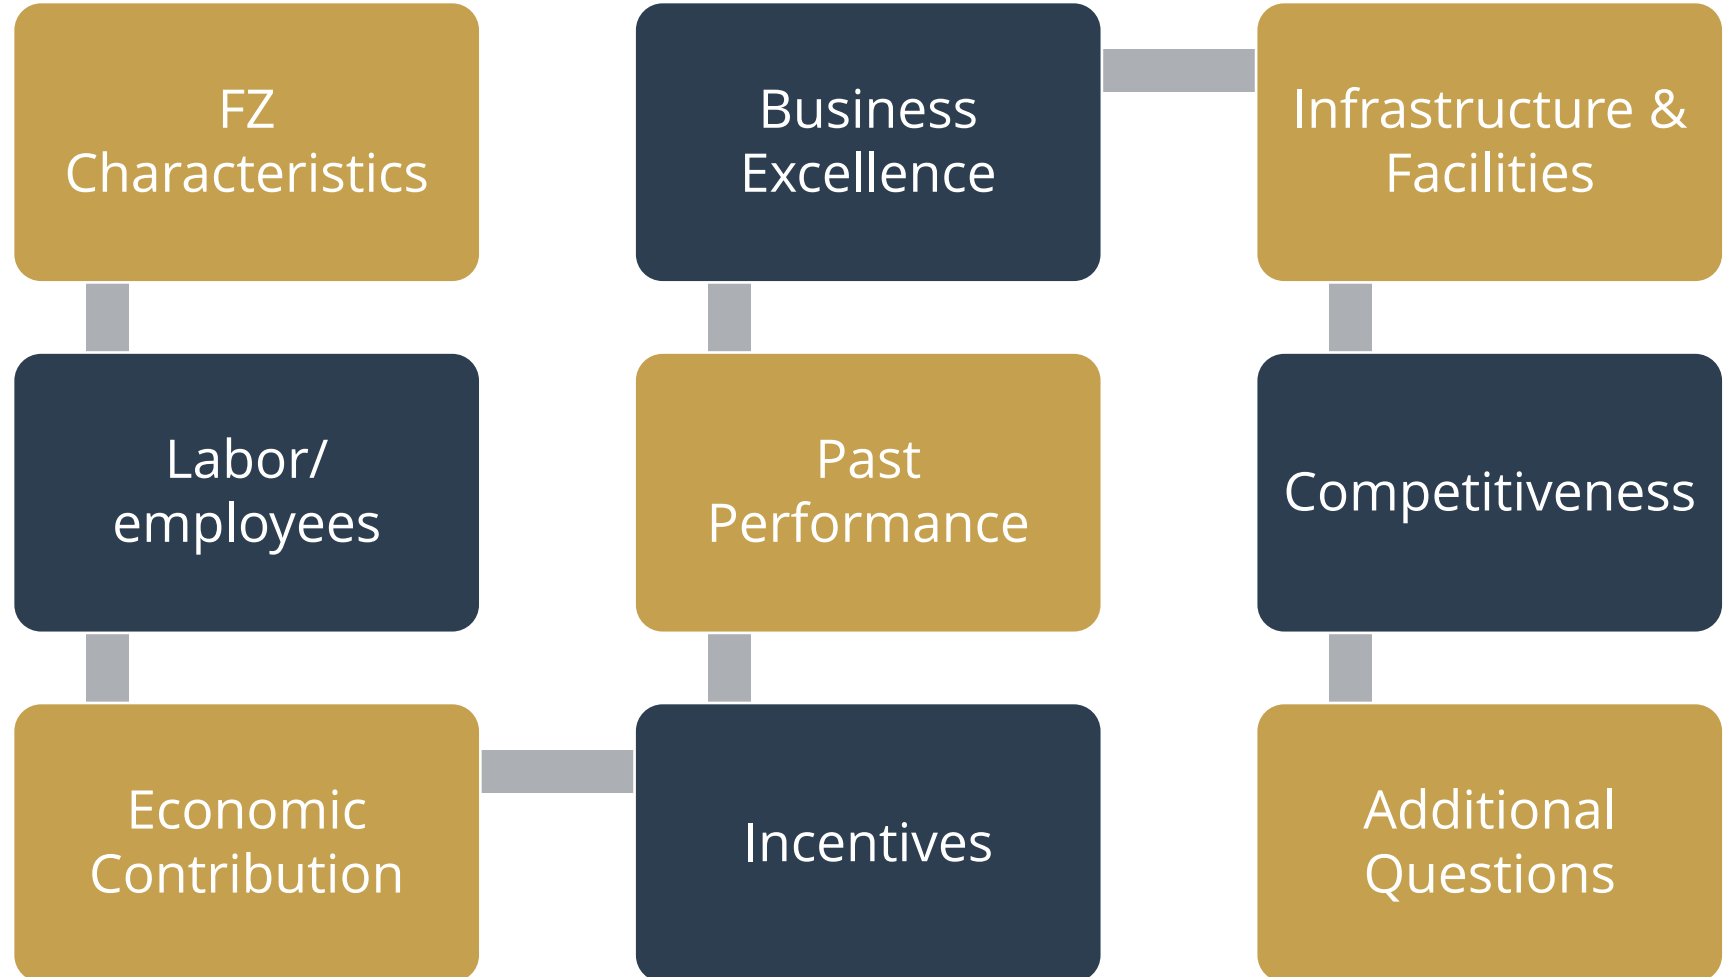 FZ
Characteristics
Labor/
employees
Economic
Contribution
Incentives
Past
Performance
Business
Excellence
Infrastructure &
Facilities
Competitiveness
Additional
Questions